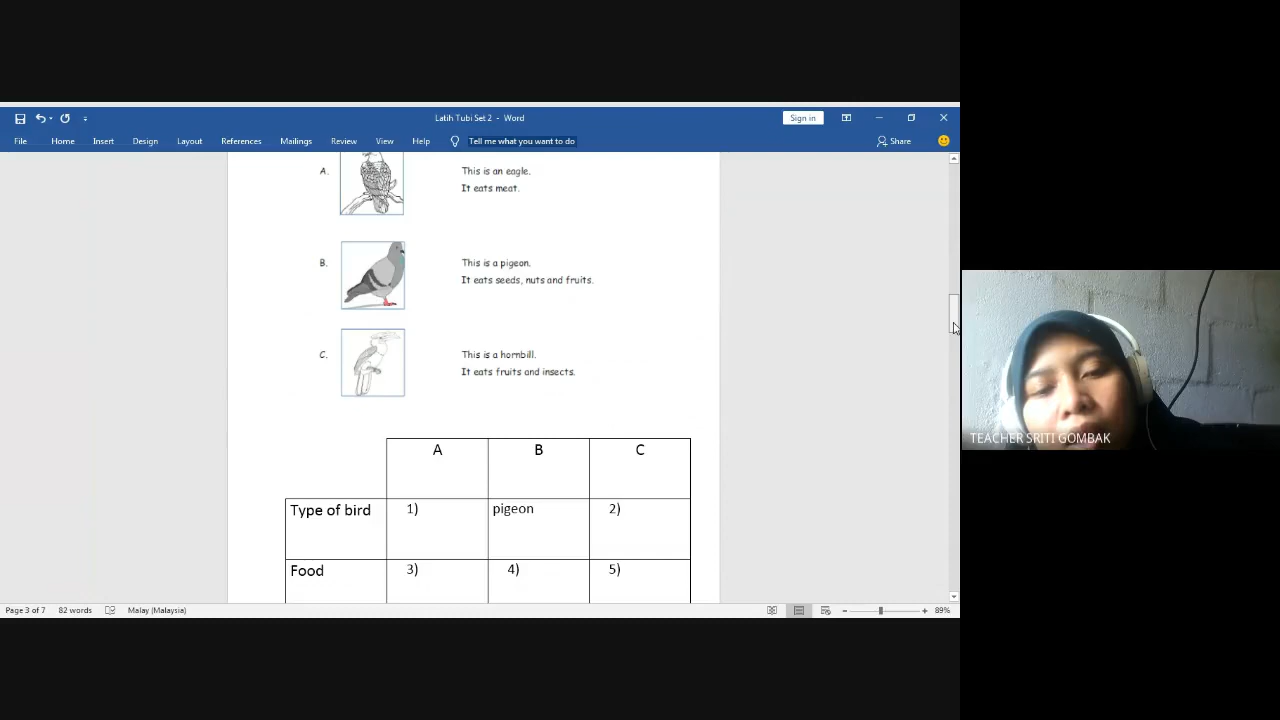 Latih Tubi Set 2 - Word
Sign in
File Home Insert Design Layout References Mailings Review View Help Tell me what you want to do Share
A. This is an eagle.
It eats meat.
B. This is a pigeon.
It eats seeds, nuts and fruits.
C. This is a hornbill.
It eats fruits and insects.
A B C
Type of bird 1) pigeon 2)
Food 3) 4) 5)
Page 3 of 7 82 words Malay (Malaysia) 89%
TEACHER SRITI GOMBAK